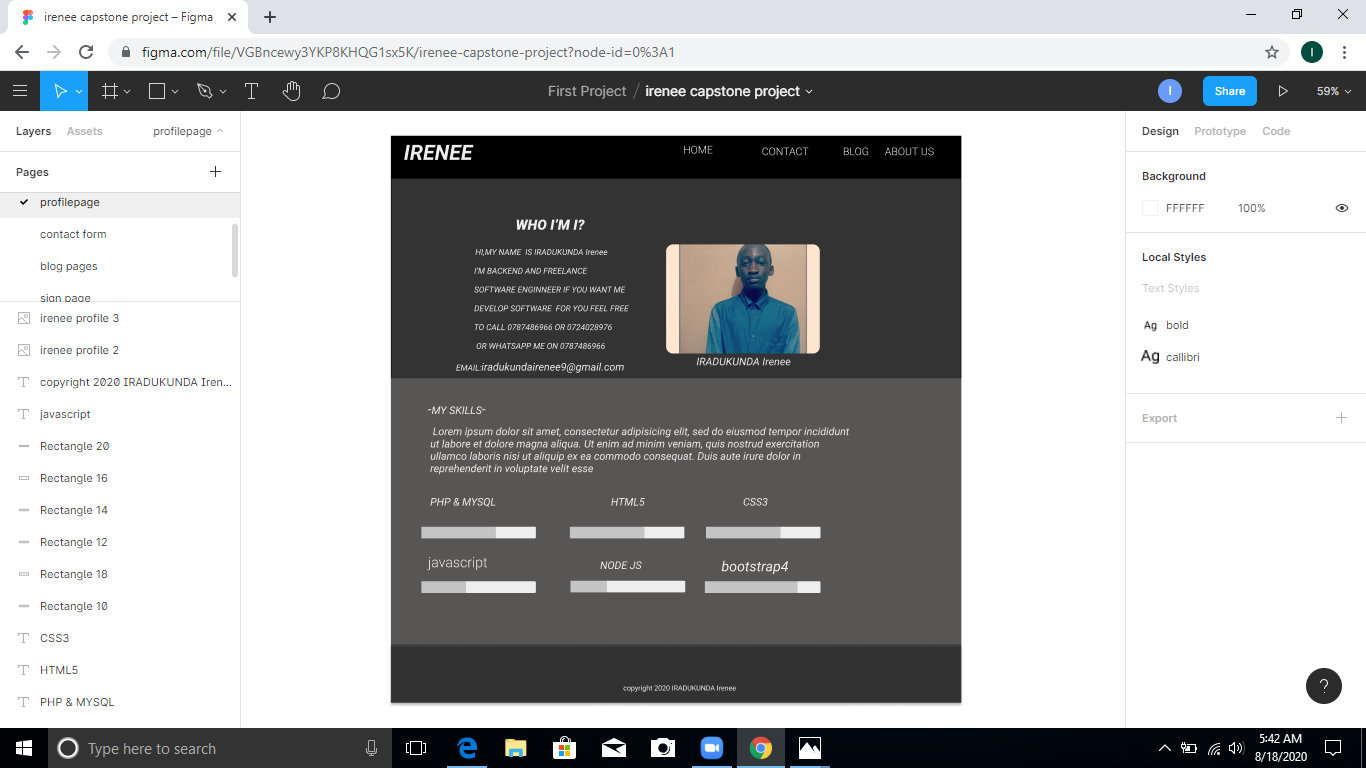 irenee capstone project – Figma
figma.com/file/VGBncewy3YKP8KHQG1sx5K/irenee-capstone-project?node-id=0%3A1
I
First Project / irenee capstone project
I
Share
59%
Layers
Assets
profilepage
Pages
profilepage
contact form
blog pages
sign page
irenee profile 3
irenee profile 2
copyright 2020 IRADUKUNDA Iren...
javascript
Rectangle 20
Rectangle 16
Rectangle 14
Rectangle 12
Rectangle 18
Rectangle 10
CSS3
HTML5
PHP & MYSQL
IRENEE
HOME
CONTACT
BLOG
ABOUT US
WHO I'M I?
HI,MY NAME IS IRADUKUNDA Irenee
I'M BACKEND AND FREELANCE
SOFTWARE ENGINNEER IF YOU WANT ME
DEVELOP SOFTWARE FOR YOU FEEL FREE
TO CALL 0787486966 OR 0724028976
OR WHATSAPP ME ON 0787486966
EMAIL:iradukundairenee9@gmail.com
IRADUKUNDA Irenee
-MY SKILLS-
Lorem ipsum dolor sit amet, consectetur adipisicing elit, sed do eiusmod tempor incididunt
ut labore et dolore magna aliqua. Ut enim ad minim veniam, quis nostrud exercitation
ullamco laboris nisi ut aliquip ex ea commodo consequat. Duis aute irure dolor in
reprehenderit in voluptate velit esse
PHP & MYSQL
HTML5
CSS3
javascript
NODE JS
bootstrap4
copyright 2020 IRADUKUNDA Irenee
Design
Prototype
Code
Background
FFFFFF
100%
Local Styles
Text Styles
Ag bold
Ag callibri
Export
?
Type here to search
5:42 AM
8/18/2020